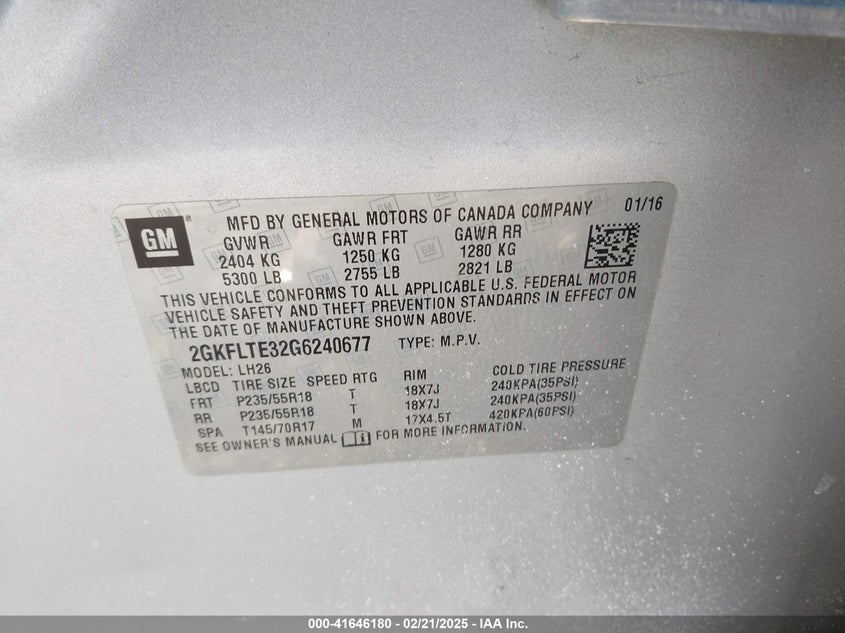 GM
MFD BY GENERAL MOTORS OF CANADA COMPANY 01/16
GVWR GAWR FRT GAWR RR
2404 KG 1250 KG 1280 KG
5300 LB 2755 LB 2821 LB
THIS VEHICLE CONFORMS TO ALL APPLICABLE U.S. FEDERAL MOTOR
VEHICLE SAFETY AND THEFT PREVENTION STANDARDS IN EFFECT ON
THE DATE OF MANUFACTURE SHOWN ABOVE.
2GKFLTE32G6240677 TYPE: M.P.V.
MODEL: LH26
LBCD TIRE SIZE SPEED RTG RIM COLD TIRE PRESSURE
FRT P235/55R18 T 18X7J 240KPA(35PSI)
RR P235/55R18 T 18X7J 240KPA(35PSI)
SPA T145/70R17 M 17X4.5T 420KPA(60PSI)
SEE OWNER'S MANUAL FOR MORE INFORMATION.
000-41646180 - 02/21/2025 - IAA Inc.